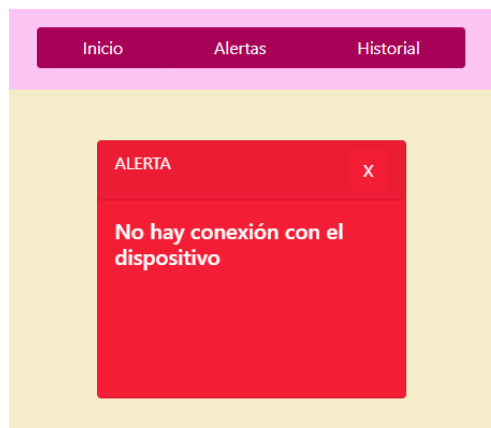 Inicio Alertas Historial
ALERTA X
No hay conexión con el
dispositivo